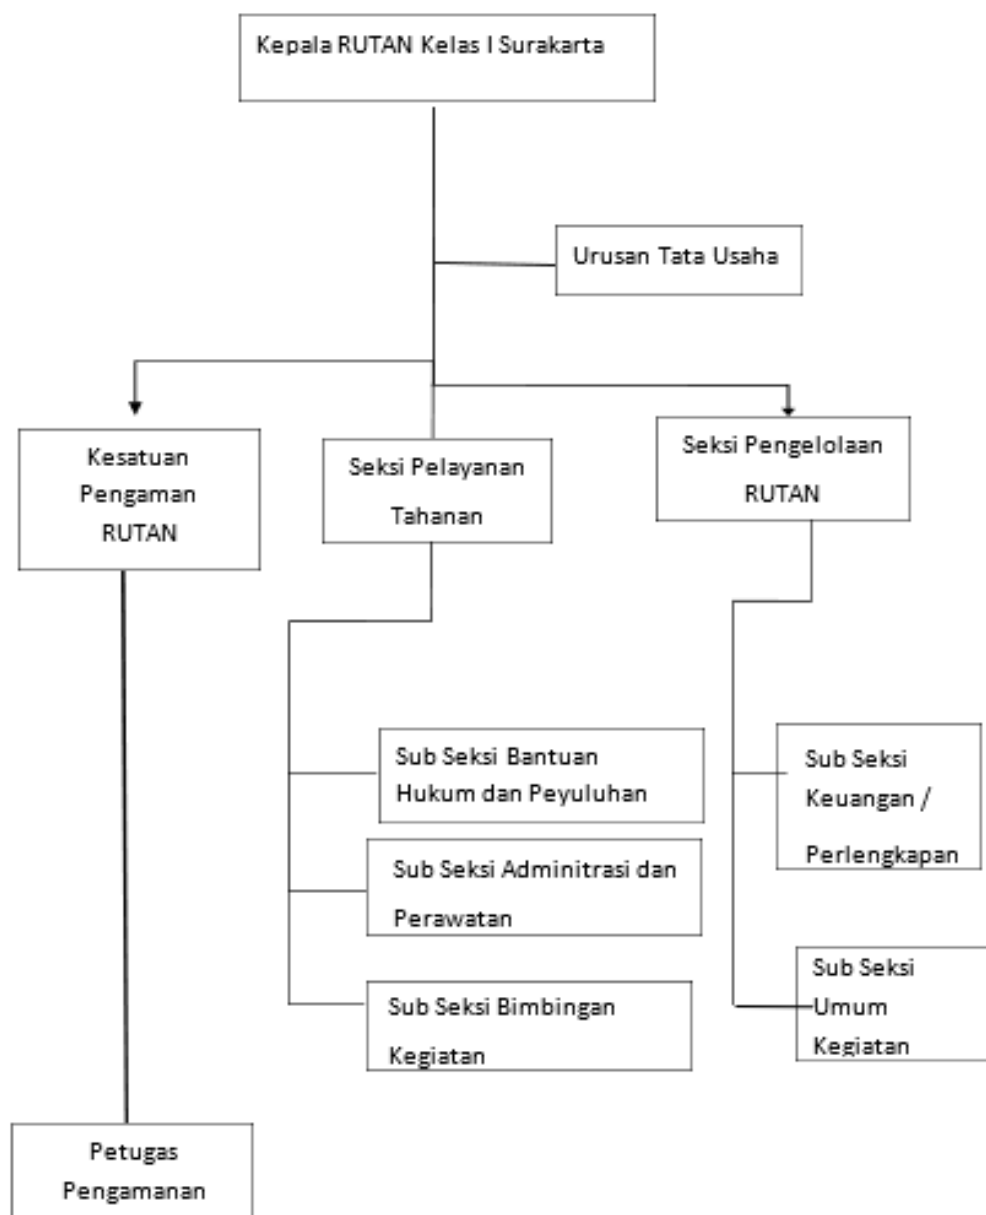 Kepala RUTAN Kelas I Surakarta
Urusan Tata Usaha
Kesatuan
Pengaman
RUTAN
Seksi Pelayanan
Tahanan
Seksi Pengelolaan
RUTAN
Sub Seksi Bantuan
Hukum dan Peyuluhan
Sub Seksi Adminitrasi dan
Perawatan
Sub Seksi Bimbingan
Kegiatan
Sub Seksi
Keuangan /
Perlengkapan
Sub Seksi
Umum
Kegiatan
Petugas
Pengamanan